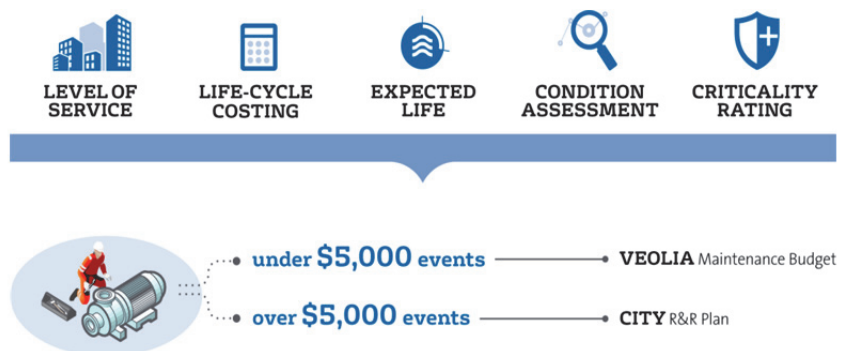 LEVEL OF
SERVICE
LIFE-CYCLE
COSTING
EXPECTED
LIFE
CONDITION
ASSESSMENT
CRITICALITY
RATING
under $5,000 events
VEOLIA Maintenance Budget
over $5,000 events
CITY R&R Plan